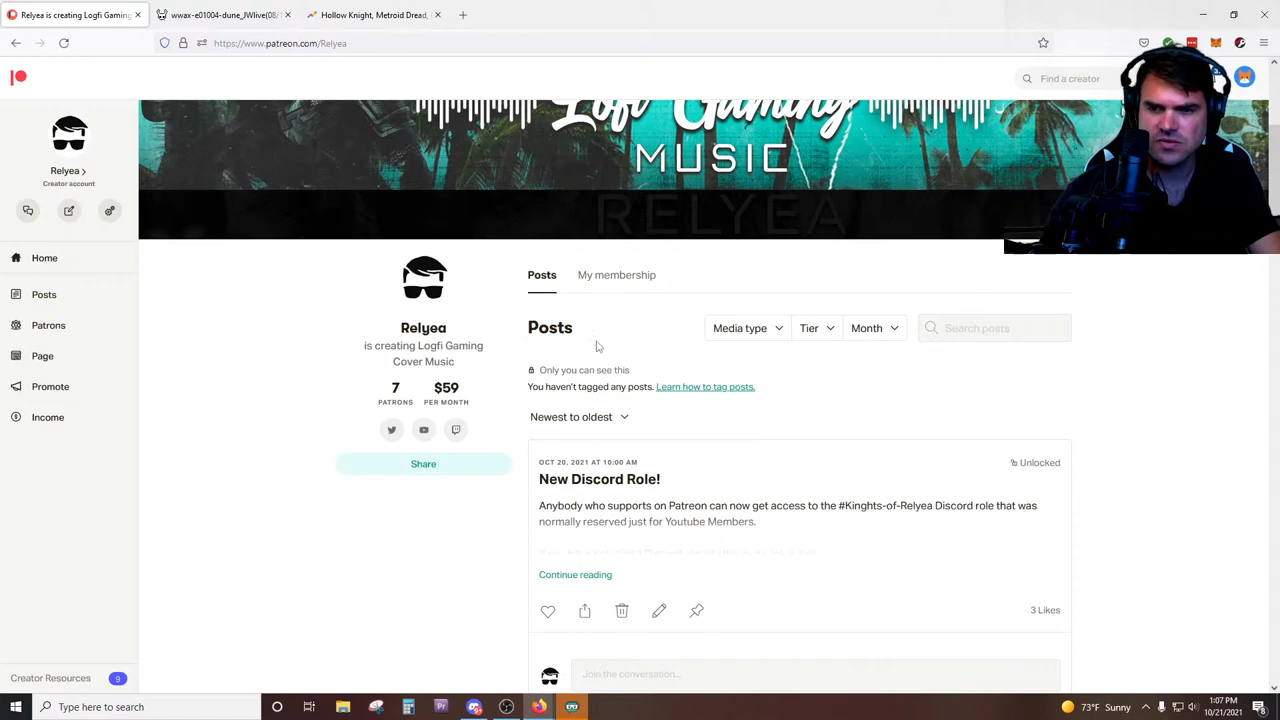 Relyea is creating Logfi Gaming
wwax-e01004-dune_JWlive(08/1
Hollow Knight, Metroid Dread,
https://www.patreon.com/Relyea
Find a creator
Lofi Gaming
MUSIC
RELYEA
Relyea
Creator account
Home
Posts
Patrons
Page
Promote
Income
Creator Resources
9
Relyea
is creating Logfi Gaming
Cover Music
7
$59
PATRONS
PER MONTH
Share
Posts
My membership
Posts
Media type
Tier
Month
Search posts
Only you can see this
You haven't tagged any posts. Learn how to tag posts.
Newest to oldest
OCT 20, 2021 AT 10:00 AM
Unlocked
New Discord Role!
Anybody who supports on Patreon can now get access to the #Kinghts-of-Relyea Discord role that was
normally reserved just for Youtube Members.
Continue reading
3 Likes
Join the conversation...
Type here to search
Pr
73°F Sunny
1:07 PM
10/21/2021
8